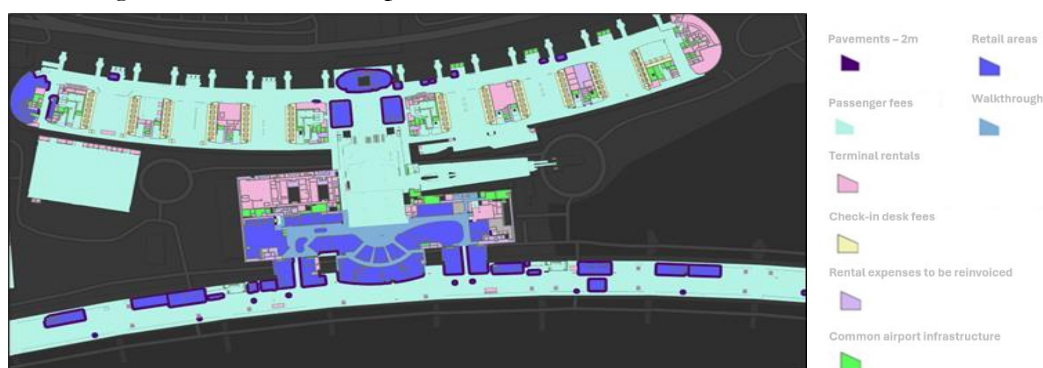 Pavements – 2m
Retail areas
Passenger fees
Walkthrough
Terminal rentals
Check-in desk fees
Rental expenses to be reinvoiced
Common airport infrastructure